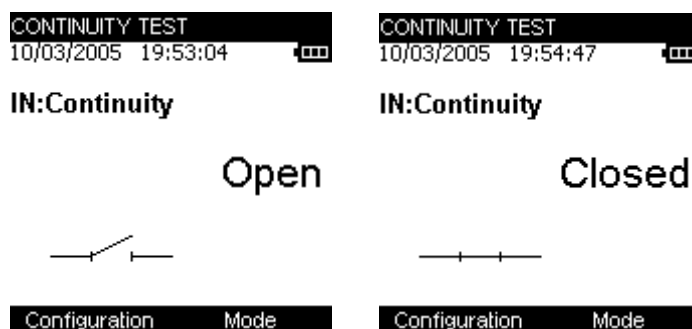 CONTINUITY TEST
10/03/2005 19:53:04
IN:Continuity
Open
Configuration Mode
CONTINUITY TEST
10/03/2005 19:54:47
IN:Continuity
Closed
Configuration Mode